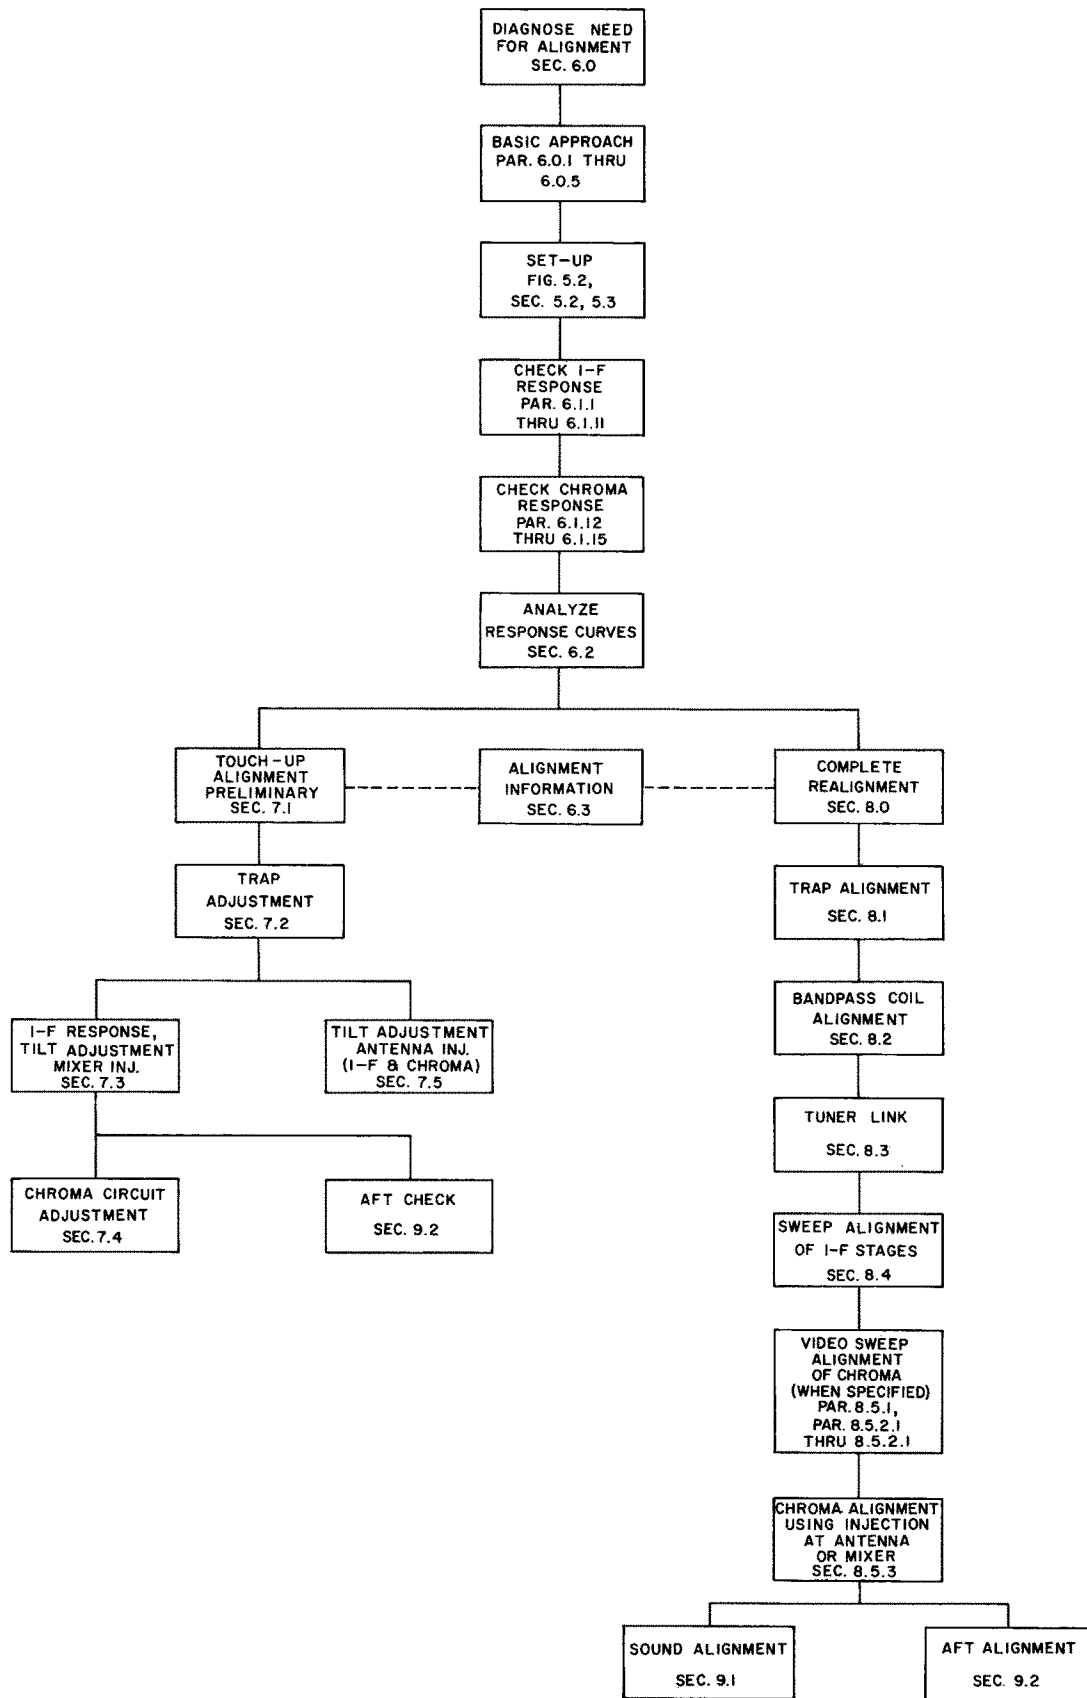 DIAGNOSE NEED
FOR ALIGNMENT
SEC. 6.0
BASIC APPROACH
PAR. 6.0.1 THRU
6.0.5
SET-UP
FIG. 5.2,
SEC. 5.2, 5.3
CHECK I-F
RESPONSE
PAR. 6.1.1
THRU 6.1.11
CHECK CHROMA
RESPONSE
PAR. 6.1.12
THRU 6.1.15
ANALYZE
RESPONSE CURVES
SEC. 6.2
TOUCH-UP
ALIGNMENT
PRELIMINARY
SEC. 7.1
ALIGNMENT
INFORMATION
SEC. 6.3
COMPLETE
REALIGNMENT
SEC. 8.0
TRAP
ADJUSTMENT
SEC. 7.2
TRAP ALIGNMENT
SEC. 8.1
I-F RESPONSE,
TILT ADJUSTMENT
MIXER INJ.
SEC. 7.3
TILT ADJUSTMENT
ANTENNA INJ.
(I-F & CHROMA)
SEC. 7.5
BANDPASS COIL
ALIGNMENT
SEC. 8.2
CHROMA CIRCUIT
ADJUSTMENT
SEC. 7.4
AFT CHECK
SEC. 9.2
TUNER LINK
SEC. 8.3
SWEEP ALIGNMENT
OF I-F STAGES
SEC. 8.4
VIDEO SWEEP
ALIGNMENT
OF CHROMA
(WHEN SPECIFIED)
PAR. 8.5.1,
PAR. 8.5.2.1
THRU 8.5.2.1
CHROMA ALIGNMENT
USING INJECTION
AT ANTENNA
OR MIXER
SEC. 8.5.3
SOUND ALIGNMENT
SEC. 9.1
AFT ALIGNMENT
SEC. 9.2